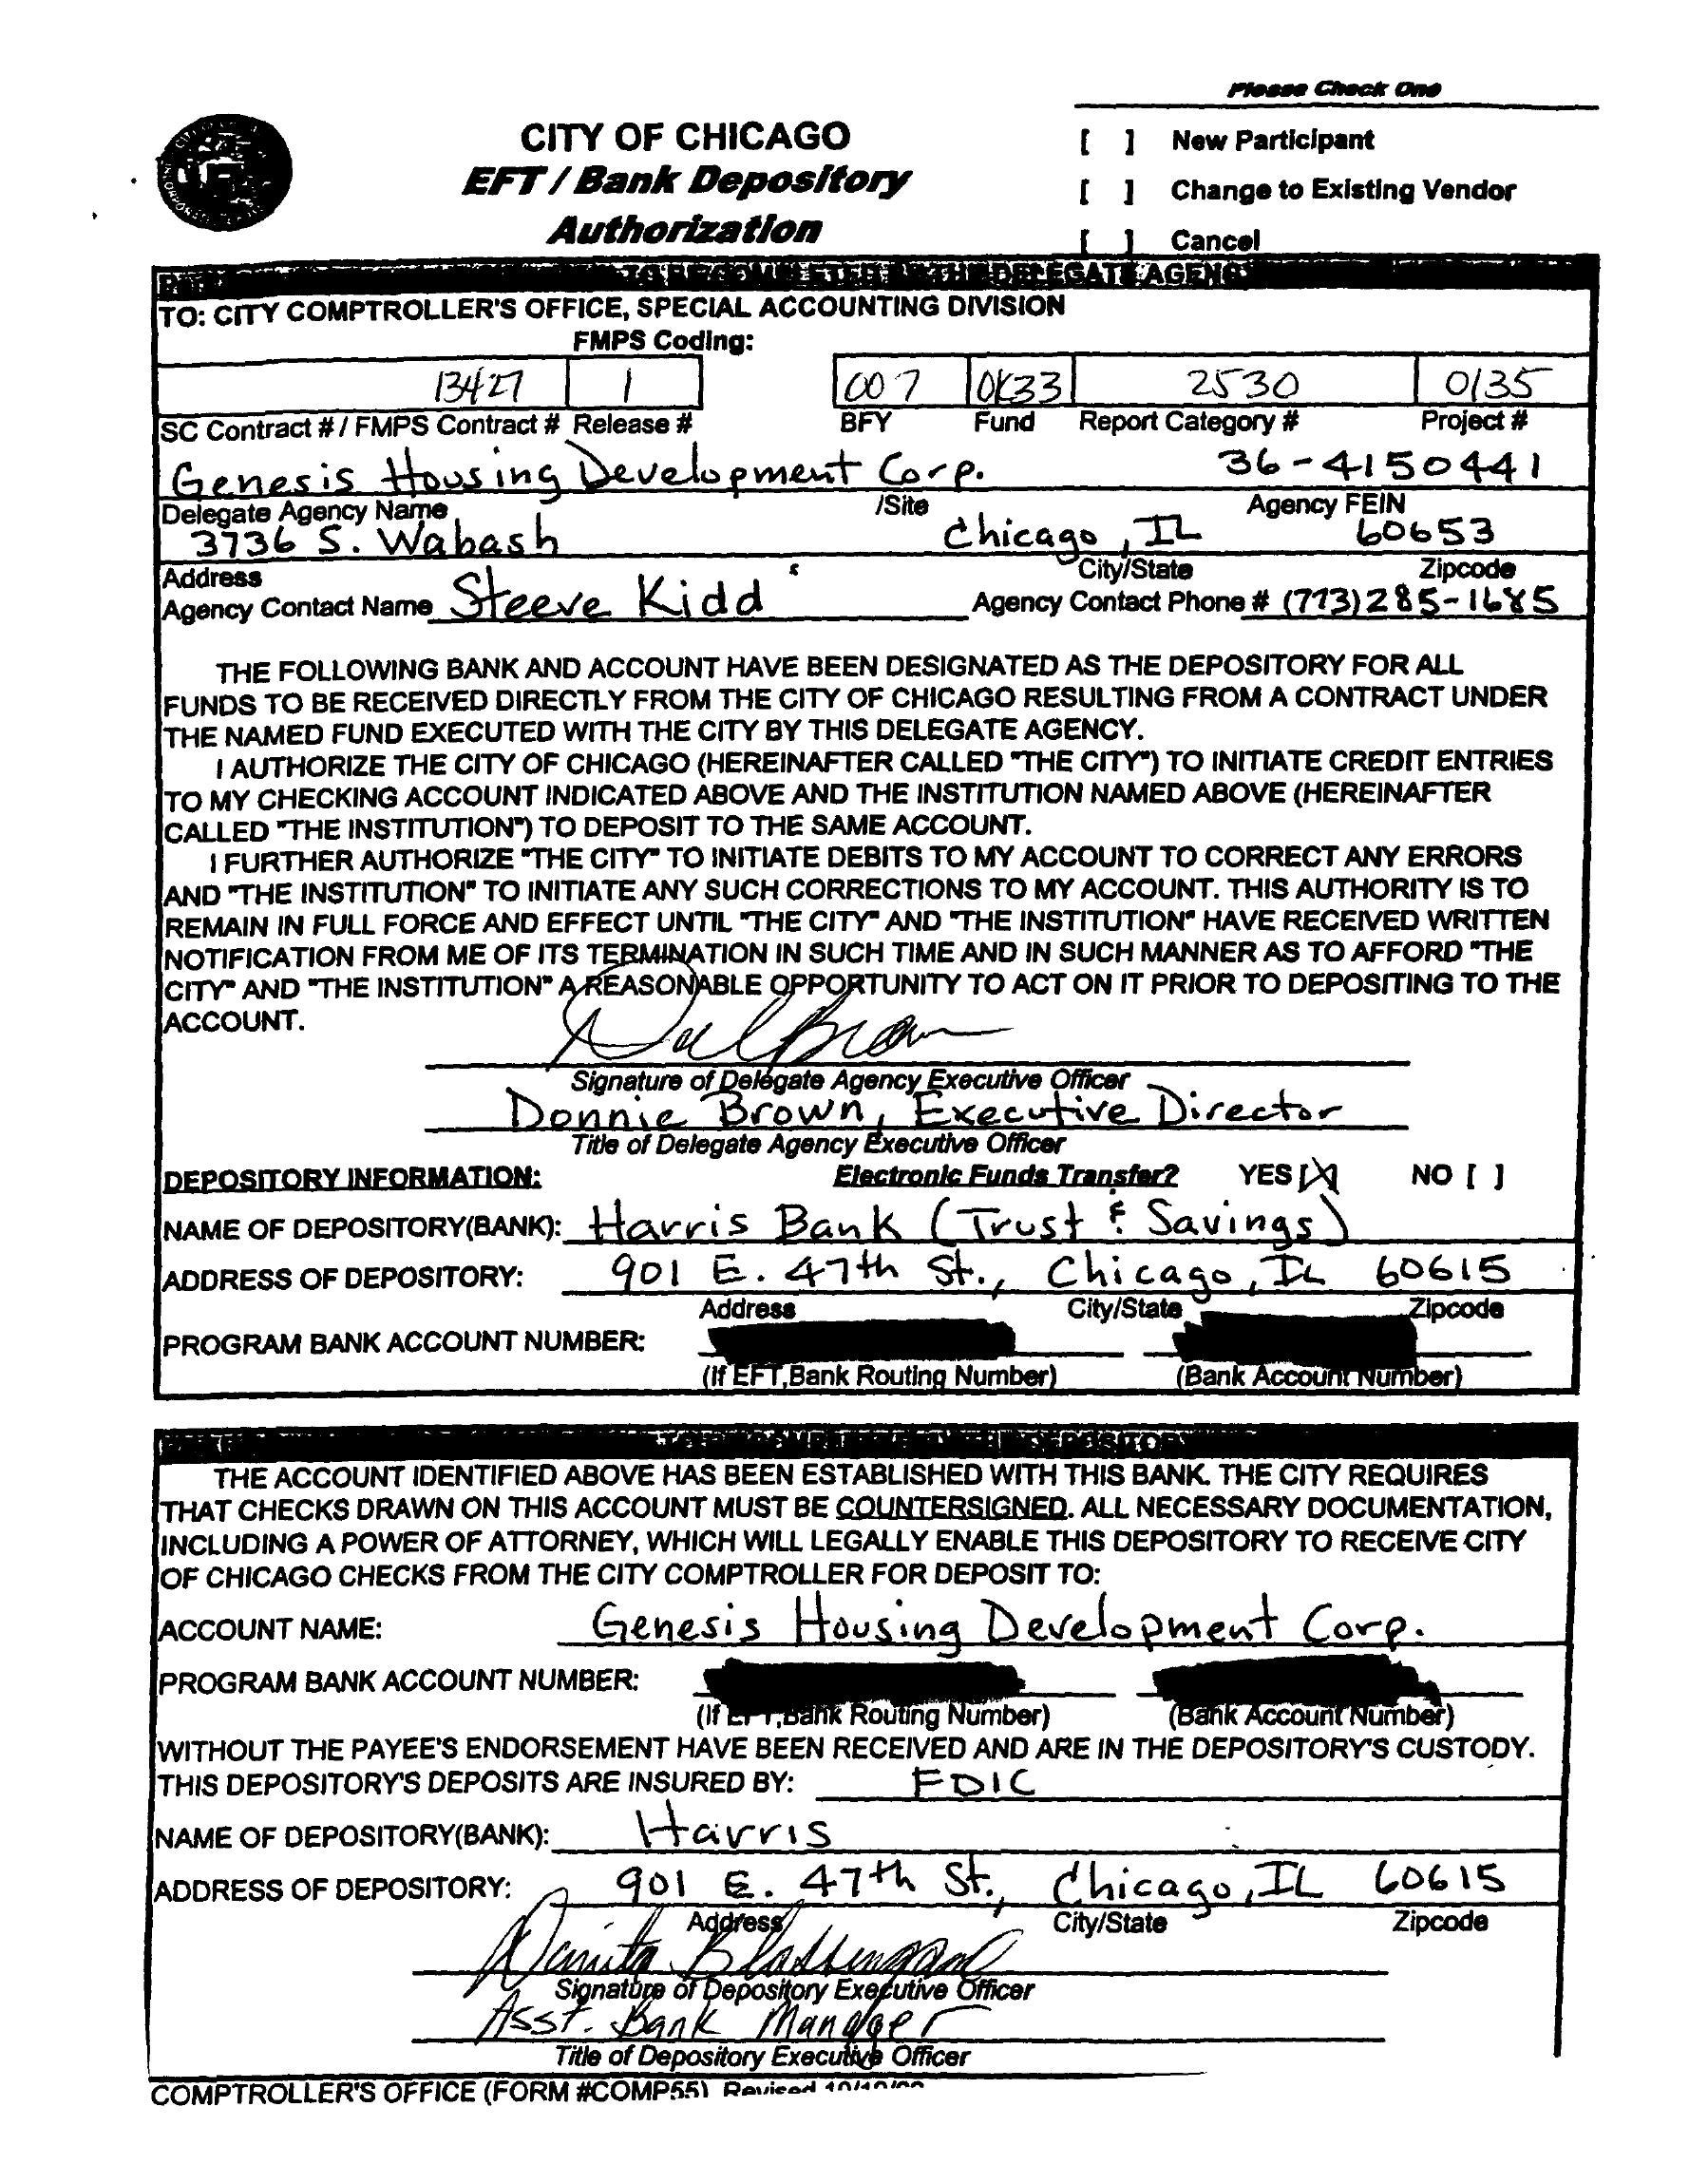 Please Check One
CITY OF CHICAGO
EFT / Bank Depository
Authorization
[ ] New Participant
[ ] Change to Existing Vendor
[ ] Cancel
TO BE COMPLETED BY THE DELEGATE AGENCY
TO: CITY COMPTROLLER'S OFFICE, SPECIAL ACCOUNTING DIVISION
FMPS Coding:
13427 1 007 0K33 2530 0135
SC Contract # / FMPS Contract # Release # BFY Fund Report Category # Project #
Genesis Housing Development Corp. 36-4150441
Delegate Agency Name /Site Agency FEIN
3736 S. Wabash Chicago, IL 60653
Address City/State Zipcode
Agency Contact Name Steeve Kidd Agency Contact Phone # (773) 285-1685
THE FOLLOWING BANK AND ACCOUNT HAVE BEEN DESIGNATED AS THE DEPOSITORY FOR ALL
FUNDS TO BE RECEIVED DIRECTLY FROM THE CITY OF CHICAGO RESULTING FROM A CONTRACT UNDER
THE NAMED FUND EXECUTED WITH THE CITY BY THIS DELEGATE AGENCY.
I AUTHORIZE THE CITY OF CHICAGO (HEREINAFTER CALLED "THE CITY") TO INITIATE CREDIT ENTRIES
TO MY CHECKING ACCOUNT INDICATED ABOVE AND THE INSTITUTION NAMED ABOVE (HEREINAFTER
CALLED "THE INSTITUTION") TO DEPOSIT TO THE SAME ACCOUNT.
I FURTHER AUTHORIZE "THE CITY" TO INITIATE DEBITS TO MY ACCOUNT TO CORRECT ANY ERRORS
AND "THE INSTITUTION" TO INITIATE ANY SUCH CORRECTIONS TO MY ACCOUNT. THIS AUTHORITY IS TO
REMAIN IN FULL FORCE AND EFFECT UNTIL "THE CITY" AND "THE INSTITUTION" HAVE RECEIVED WRITTEN
NOTIFICATION FROM ME OF ITS TERMINATION IN SUCH TIME AND IN SUCH MANNER AS TO AFFORD "THE
CITY" AND "THE INSTITUTION" A REASONABLE OPPORTUNITY TO ACT ON IT PRIOR TO DEPOSITING TO THE
ACCOUNT.
Signature of Delegate Agency Executive Officer
Donnie Brown, Executive Director
Title of Delegate Agency Executive Officer
DEPOSITORY INFORMATION: Electronic Funds Transfer? YES [X] NO [ ]
NAME OF DEPOSITORY(BANK): Harris Bank (Trust & Savings)
ADDRESS OF DEPOSITORY: 901 E. 47th St., Chicago, IL 60615
Address City/State Zipcode
PROGRAM BANK ACCOUNT NUMBER:
(If EFT,Bank Routing Number) (Bank Account Number)
THE ACCOUNT IDENTIFIED ABOVE HAS BEEN ESTABLISHED WITH THIS BANK. THE CITY REQUIRES
THAT CHECKS DRAWN ON THIS ACCOUNT MUST BE COUNTERSIGNED. ALL NECESSARY DOCUMENTATION,
INCLUDING A POWER OF ATTORNEY, WHICH WILL LEGALLY ENABLE THIS DEPOSITORY TO RECEIVE CITY
OF CHICAGO CHECKS FROM THE CITY COMPTROLLER FOR DEPOSIT TO:
ACCOUNT NAME: Genesis Housing Development Corp.
PROGRAM BANK ACCOUNT NUMBER:
(If EFT,Bank Routing Number) (Bank Account Number)
WITHOUT THE PAYEE'S ENDORSEMENT HAVE BEEN RECEIVED AND ARE IN THE DEPOSITORY'S CUSTODY.
THIS DEPOSITORY'S DEPOSITS ARE INSURED BY: FDIC
NAME OF DEPOSITORY(BANK): Harris
ADDRESS OF DEPOSITORY: 901 E. 47th St., Chicago, IL 60615
Address City/State Zipcode
Signature of Depository Executive Officer
Asst. Bank Manager
Title of Depository Executive Officer
COMPTROLLER'S OFFICE (FORM #COMP55) Revised